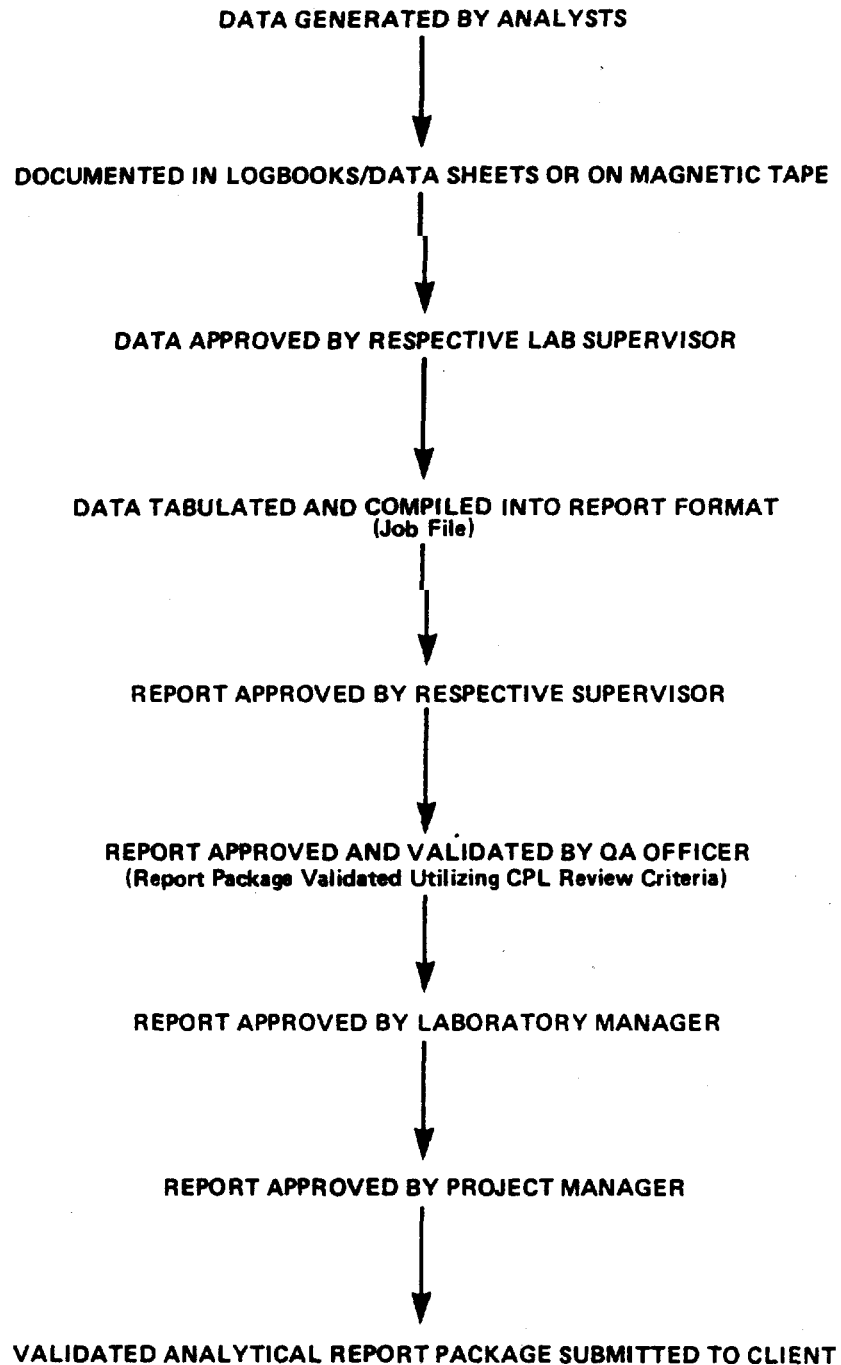 DATA GENERATED BY ANALYSTS
DOCUMENTED IN LOGBOOKS/DATA SHEETS OR ON MAGNETIC TAPE
DATA APPROVED BY RESPECTIVE LAB SUPERVISOR
DATA TABULATED AND COMPILED INTO REPORT FORMAT
(Job File)
REPORT APPROVED BY RESPECTIVE SUPERVISOR
REPORT APPROVED AND VALIDATED BY QA OFFICER
(Report Package Validated Utilizing CPL Review Criteria)
REPORT APPROVED BY LABORATORY MANAGER
REPORT APPROVED BY PROJECT MANAGER
VALIDATED ANALYTICAL REPORT PACKAGE SUBMITTED TO CLIENT